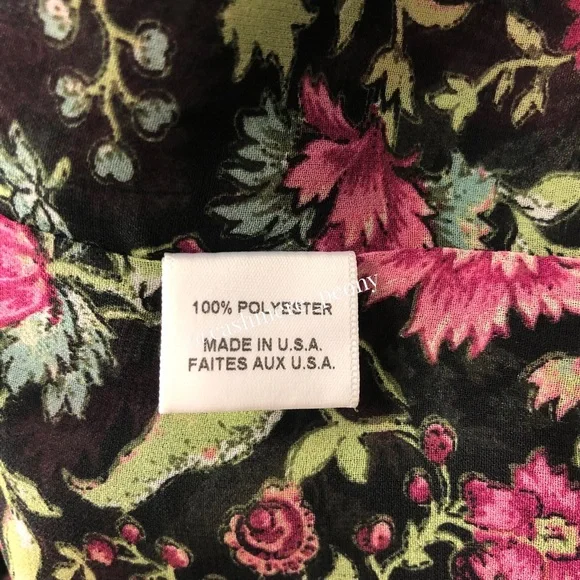 100% POLYESTER
MADE IN U.S.A.
FAITES AUX U.S.A.